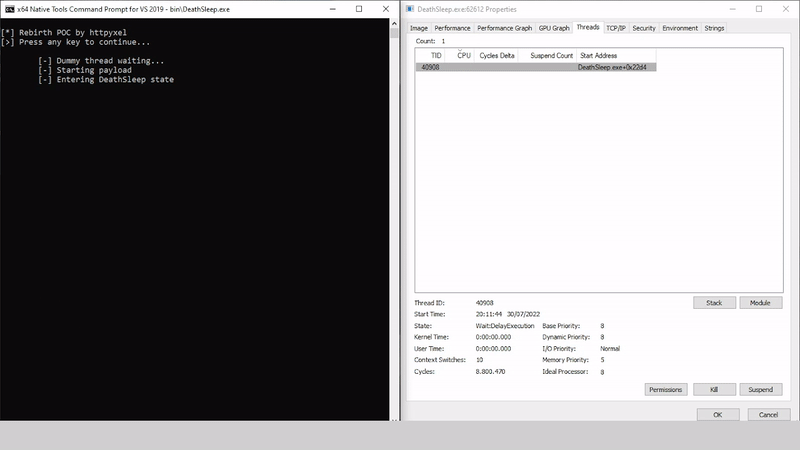 x64 Native Tools Command Prompt for VS 2019 - bin\DeathSleep.exe
[*] Rebirth POC by httpyxel
[>] Press any key to continue...
[-] Dummy thread waiting...
[-] Starting payload
[-] Entering DeathSleep state
DeathSleep.exe:62612 Properties
Image Performance Performance Graph GPU Graph Threads TCP/IP Security Environment Strings
Count: 1
TID CPU Cycles Delta Suspend Count Start Address
40908 DeathSleep.exe+0x22d4
Thread ID: 40908 Stack Module
Start Time: 20:11:44 30/07/2022
State: Wait:DelayExecution Base Priority: 8
Kernel Time: 0:00:00.000 Dynamic Priority: 8
User Time: 0:00:00.000 I/O Priority: Normal
Context Switches: 10 Memory Priority: 5
Cycles: 8.800.470 Ideal Processor: 8
Permissions Kill Suspend
OK Cancel